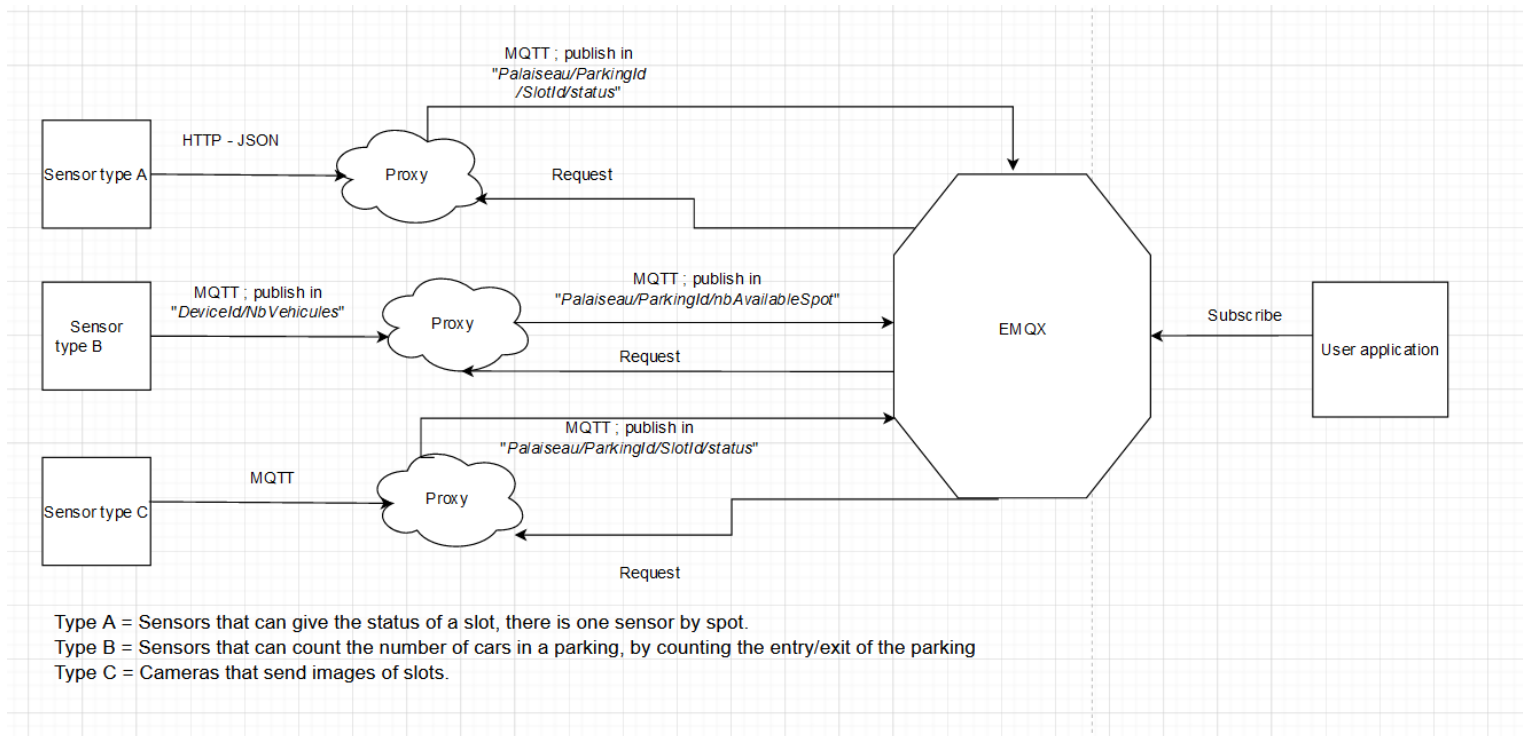 MQTT ; publish in
"Palaiseau/ParkingId
/SlotId/status"
HTTP - JSON
Sensor type A
Proxy
Request
MQTT ; publish in
"DeviceId/NbVehicules"
Sensor
type B
Proxy
MQTT ; publish in
"Palaiseau/ParkingId/nbAvailableSpot"
Request
EMQX
Subscribe
User application
MQTT ; publish in
"Palaiseau/ParkingId/SlotId/status"
MQTT
Sensor type C
Proxy
Request
Type A = Sensors that can give the status of a slot, there is one sensor by spot.
Type B = Sensors that can count the number of cars in a parking, by counting the entry/exit of the parking
Type C = Cameras that send images of slots.